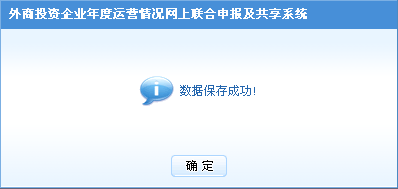 外商投资企业年度运营情况网上联合申报及共享系统
数据保存成功!
确 定